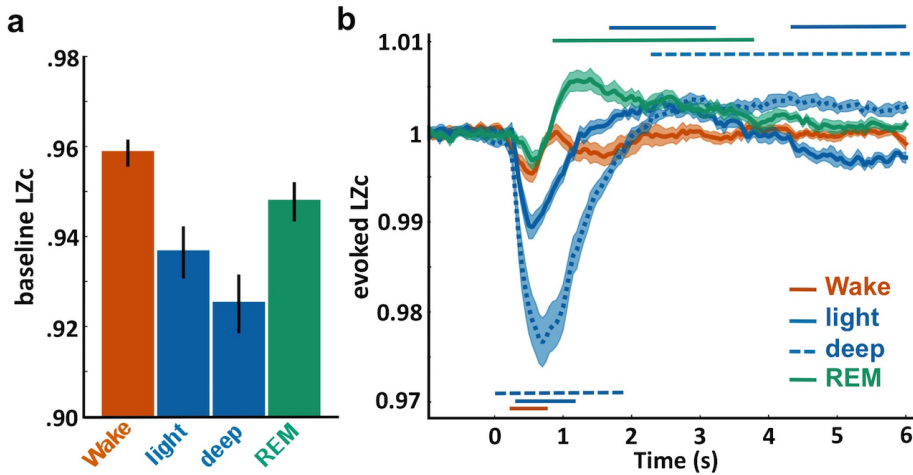 a
b
.98
.96
.94
.92
.90
baseline LZc
Wake
light
deep
REM
1.01
1
0.99
0.98
0.97
evoked LZc
Wake
light
deep
REM
0
1
2
3
4
5
6
Time (s)